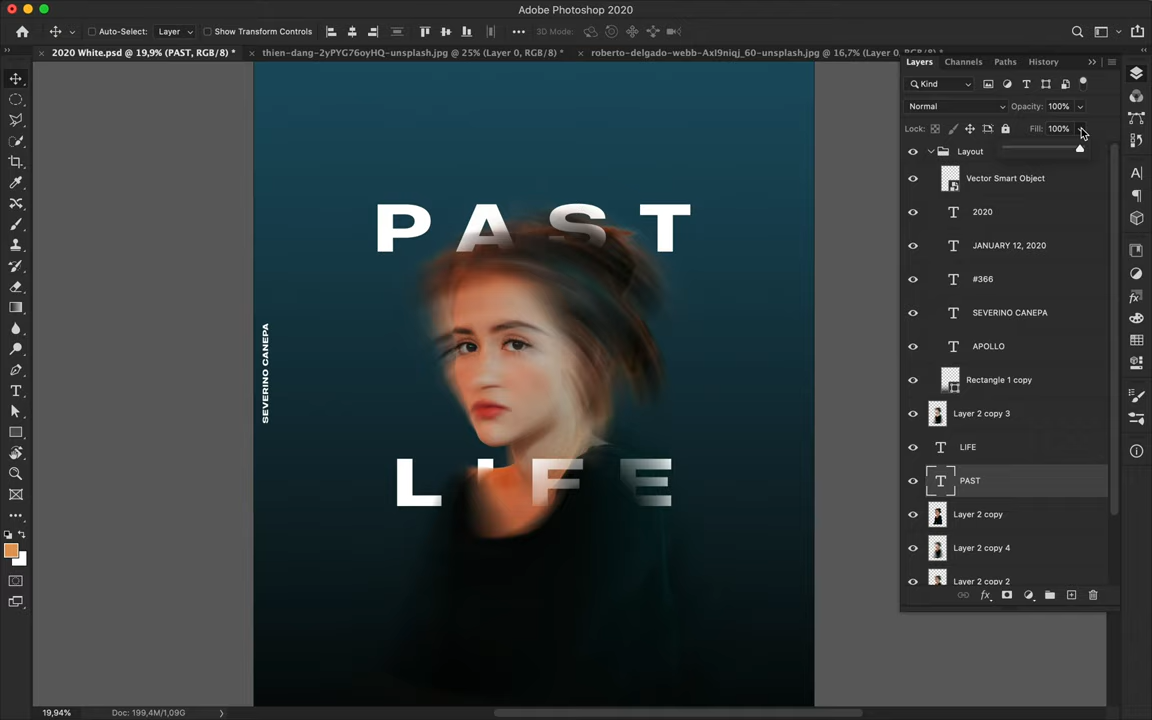 Adobe Photoshop 2020
Auto-Select: Layer Show Transform Controls 3D Mode:
2020 White.psd @ 19,9% (PAST, RGB/8) *
thien-dang-2yPYG76oyHQ-unsplash.jpg @ 25% (Layer 0, RGB/8) *
roberto-delgado-webb-AxI9niqj_60-unsplash.jpg @ 16,7% (Layer 0, RGB/8) *
Layers Channels Paths History
Kind
Normal Opacity: 100%
Lock: Fill: 100%
Layout
Vector Smart Object
2020
JANUARY 12, 2020
#366
SEVERINO CANEPA
APOLLO
Rectangle 1 copy
Layer 2 copy 3
LIFE
PAST
Layer 2 copy
Layer 2 copy 4
Layer 2 copy 2
PAST
SEVERINO CANEPA
LIFE
19,94% Doc: 199,4M/1,09G